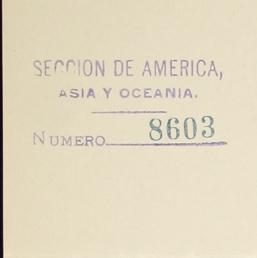 SECCION DE AMERICA,
ASIA Y OCEANIA.
NUMERO 8603